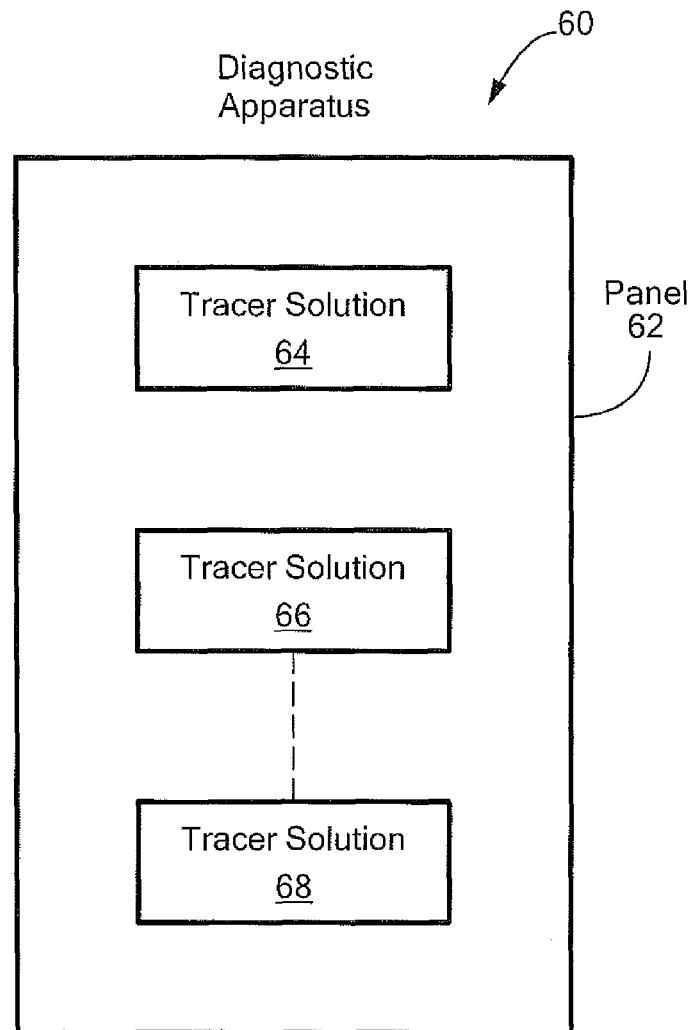 60
Diagnostic
Apparatus
Tracer Solution
64
Panel
62
Tracer Solution
66
Tracer Solution
68